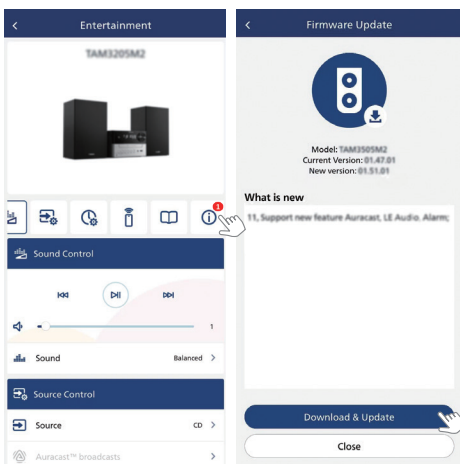 Entertainment
TAM3205M2
1
Sound Control
1
Sound
Balanced
Source Control
Source
CD
Auracast™ broadcasts
Firmware Update
Model: TAM3505M2
Current Version: 01.47.01
New version: 01.51.01
What is new
11, Support new feature Auracast, LE Audio. Alarm;
Download & Update
Close